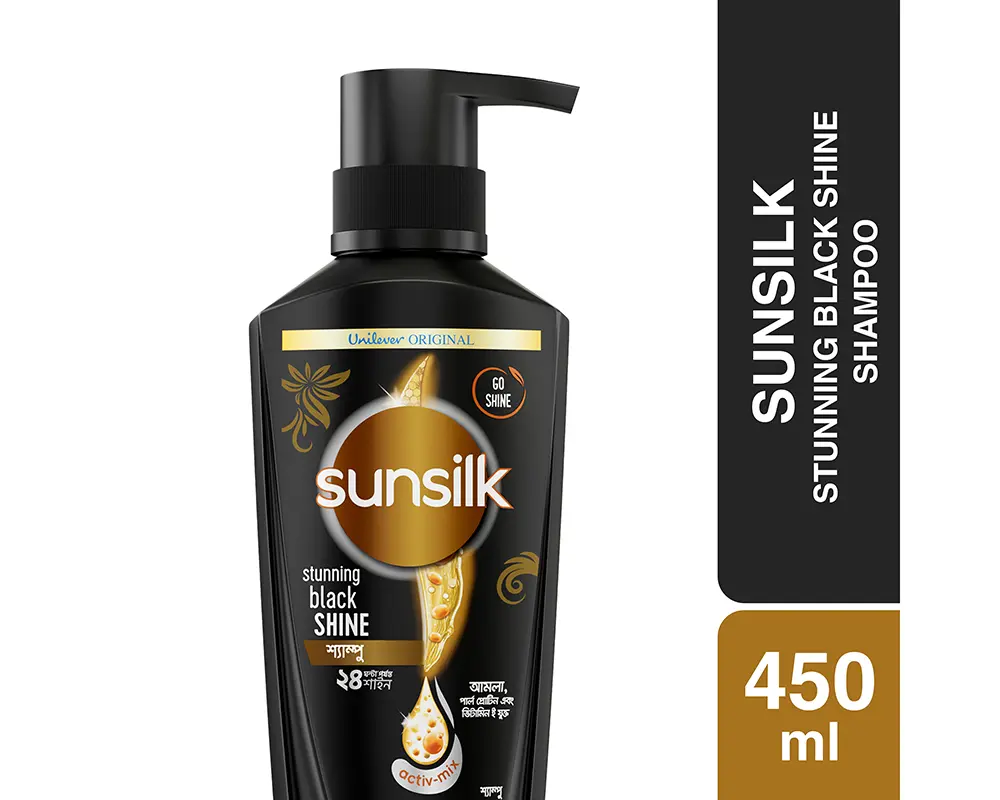 Unilever ORIGINAL
GO
SHINE
sunsilk
stunning
black
SHINE
শ্যাম্পু
২৪ ঘন্টা পর্যন্ত
শাইন
আমলা,
পার্ল প্রোটিন এবং
ভিটামিন ই যুক্ত
activ-mix
শ্যাম্পু
SUNSILK
STUNNING BLACK SHINE
SHAMPOO
450
ml